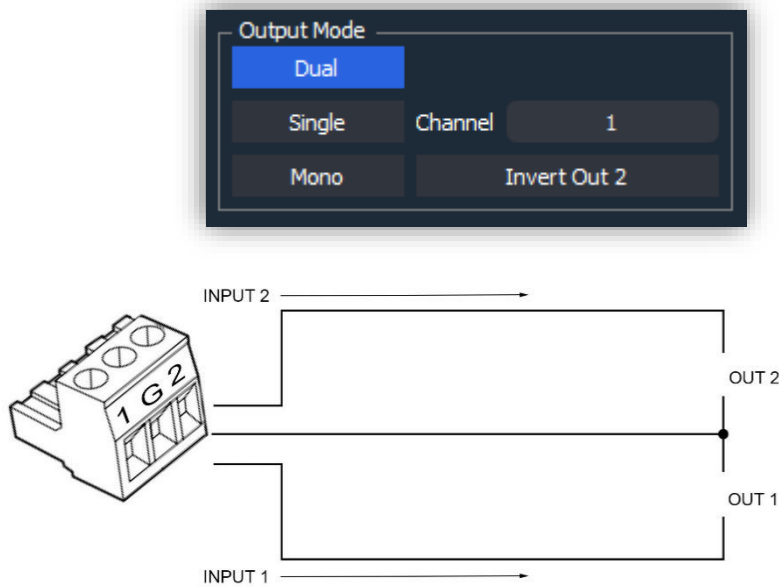 Output Mode
Dual
Single Channel 1
Mono Invert Out 2
INPUT 2
1 G 2
OUT 2
OUT 1
INPUT 1